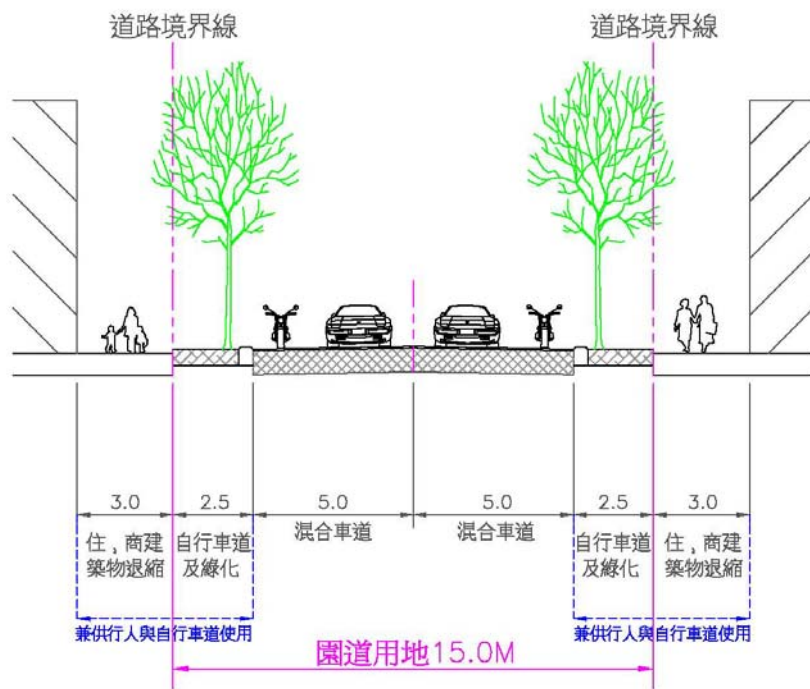 道路境界線
道路境界線
3.0
2.5
5.0
5.0
2.5
3.0
住，商建
築物退縮
自行車道
及綠化
混合車道
混合車道
自行車道
及綠化
住，商建
築物退縮
兼供行人與自行車道使用
兼供行人與自行車道使用
園道用地15.0M